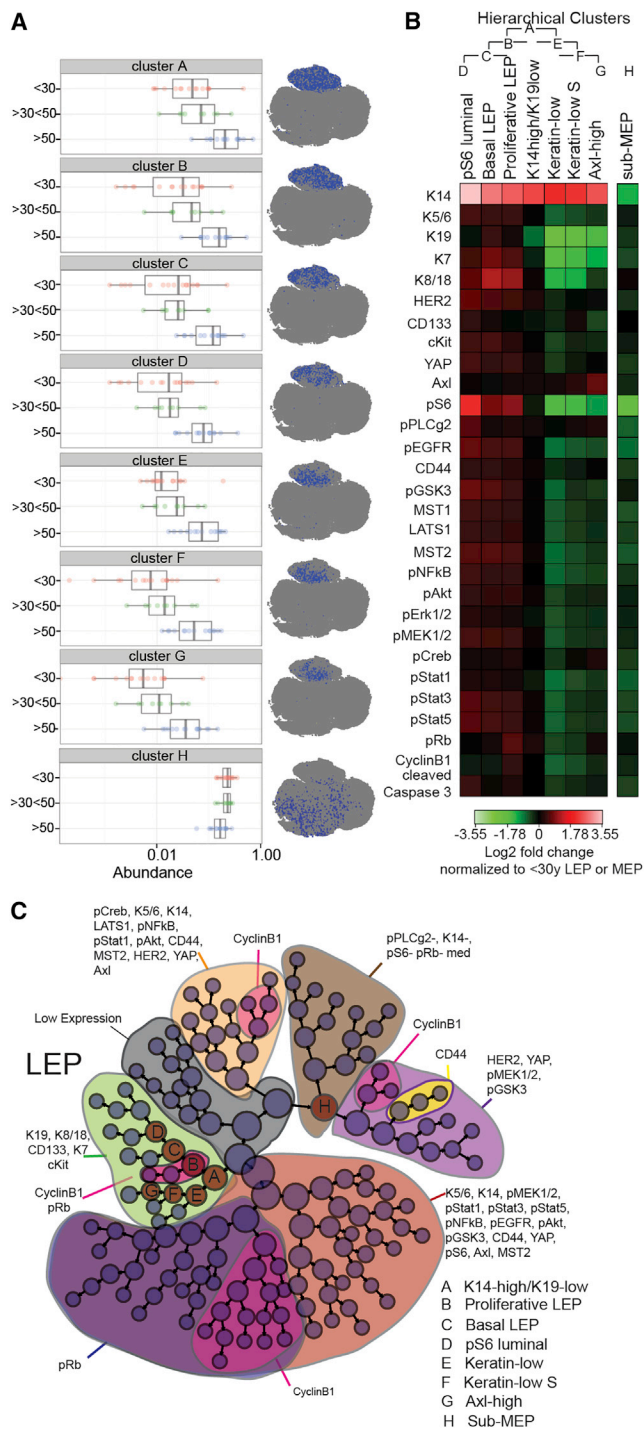 A
cluster A
<30
>30<50
>50
cluster B
<30
>30<50
>50
cluster C
<30
>30<50
>50
cluster D
<30
>30<50
>50
cluster E
<30
>30<50
>50
cluster F
<30
>30<50
>50
cluster G
<30
>30<50
>50
cluster H
<30
>30<50
>50
0.01
1.00
Abundance
B
Hierarchical Clusters
A
B
E
C
F
D
G
H
pS6 luminal
Basal LEP
Proliferative LEP
K14high/K19low
Keratin-low
Keratin-low S
Axl-high
sub-MEP
K14
K5/6
K19
K7
K8/18
HER2
CD133
cKit
YAP
Axl
pS6
pPLCg2
pEGFR
CD44
pGSK3
MST1
LATS1
MST2
pNFkB
pAkt
pErk1/2
pMEK1/2
pCreb
pStat1
pStat3
pStat5
pRb
CyclinB1
cleaved
Caspase 3
-3.55
-1.78
0
1.78
3.55
Log2 fold change
normalized to <30y LEP or MEP
C
pCreb, K5/6, K14,
LATS1, pNFkB,
pStat1, pAkt, CD44,
MST2, HER2, YAP,
Axl
CyclinB1
pPLCg2-, K14-,
pS6- pRb- med
Low Expression
LEP
CyclinB1
CD44
HER2, YAP,
pMEK1/2,
pGSK3
H
D
C
B
A
G
F
E
K19, K8/18,
CD133, K7
cKit
CyclinB1
pRb
K5/6, K14, pMEK1/2,
pStat1, pStat3, pStat5,
pNFkB, pEGFR, pAkt,
pGSK3, CD44, YAP,
pS6, Axl, MST2
pRb
CyclinB1
A K14-high/K19-low
B Proliferative LEP
C Basal LEP
D pS6 luminal
E Keratin-low
F Keratin-low S
G Axl-high
H Sub-MEP